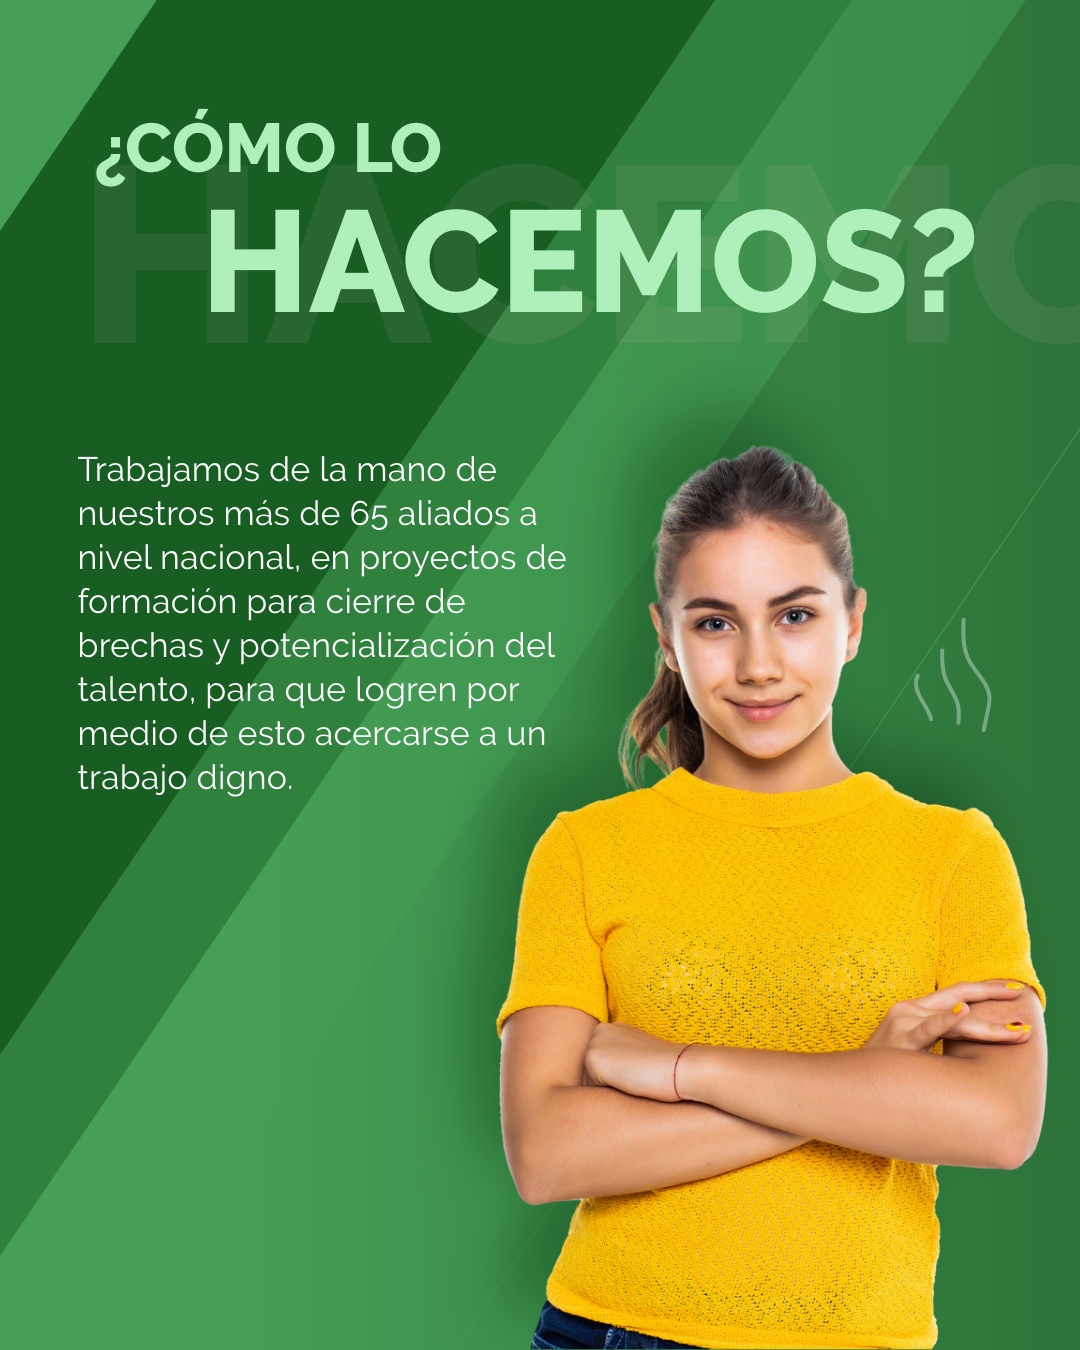 ¿CÓMO LO
HACEMOS?
HACEMO
Trabajamos de la mano de
nuestros más de 65 aliados a
nivel nacional, en proyectos de
formación para cierre de
brechas y potencialización del
talento, para que logren por
medio de esto acercarse a un
trabajo digno.